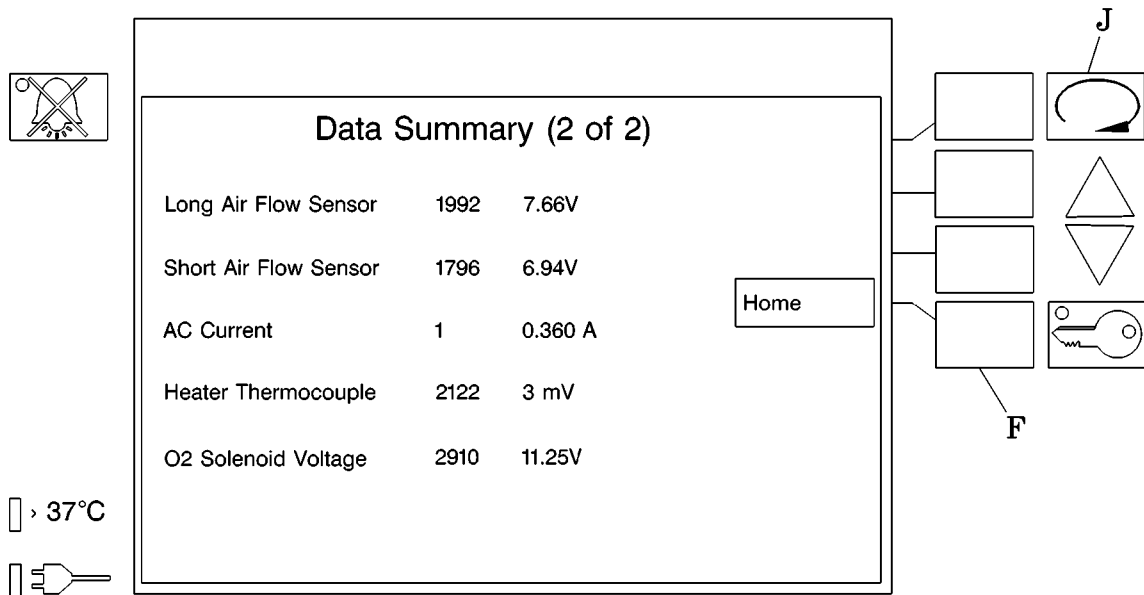 J
Data Summary (2 of 2)
Long Air Flow Sensor 1992 7.66V
Short Air Flow Sensor 1796 6.94V
Home
AC Current 1 0.360 A
Heater Thermocouple 2122 3 mV
F
O2 Solenoid Voltage 2910 11.25V
› 37°C